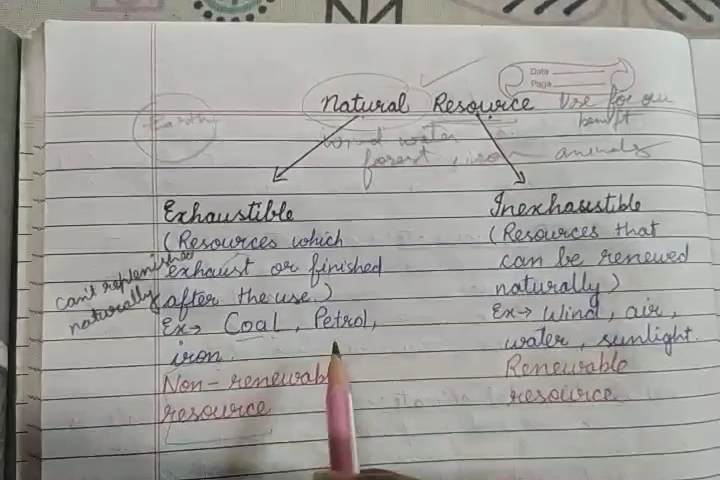 Date
Page
Natural Resource Use for our
benefit
Earth
wind water
forest, iron animals
Exhaustible
(Resources which
exhaust or finished
after the use.)
Ex→ Coal, Petrol,
iron.
Non-renewable
resource
can't replenish
naturally
Inexhaustible
(Resources that
can be renewed
naturally)
Ex→ Wind, air,
water, sunlight.
Renewable
resource